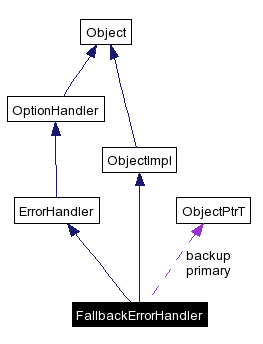 Object
OptionHandler
ObjectImpl
ErrorHandler
ObjectPtrT
backup
primary
FallbackErrorHandler